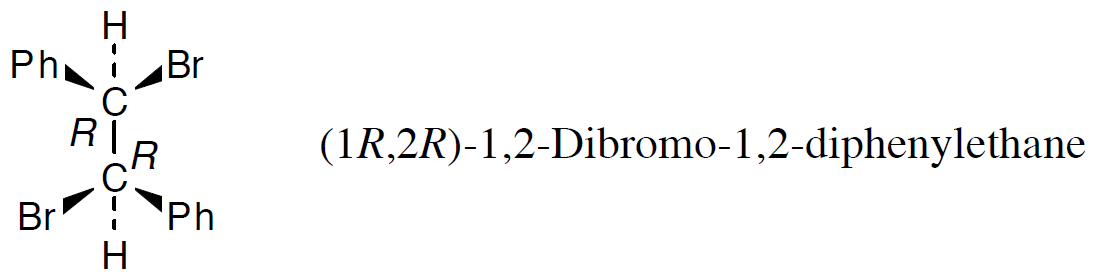 H
Ph Br
C
R
R (1R,2R)-1,2-Dibromo-1,2-diphenylethane
C
Br Ph
H